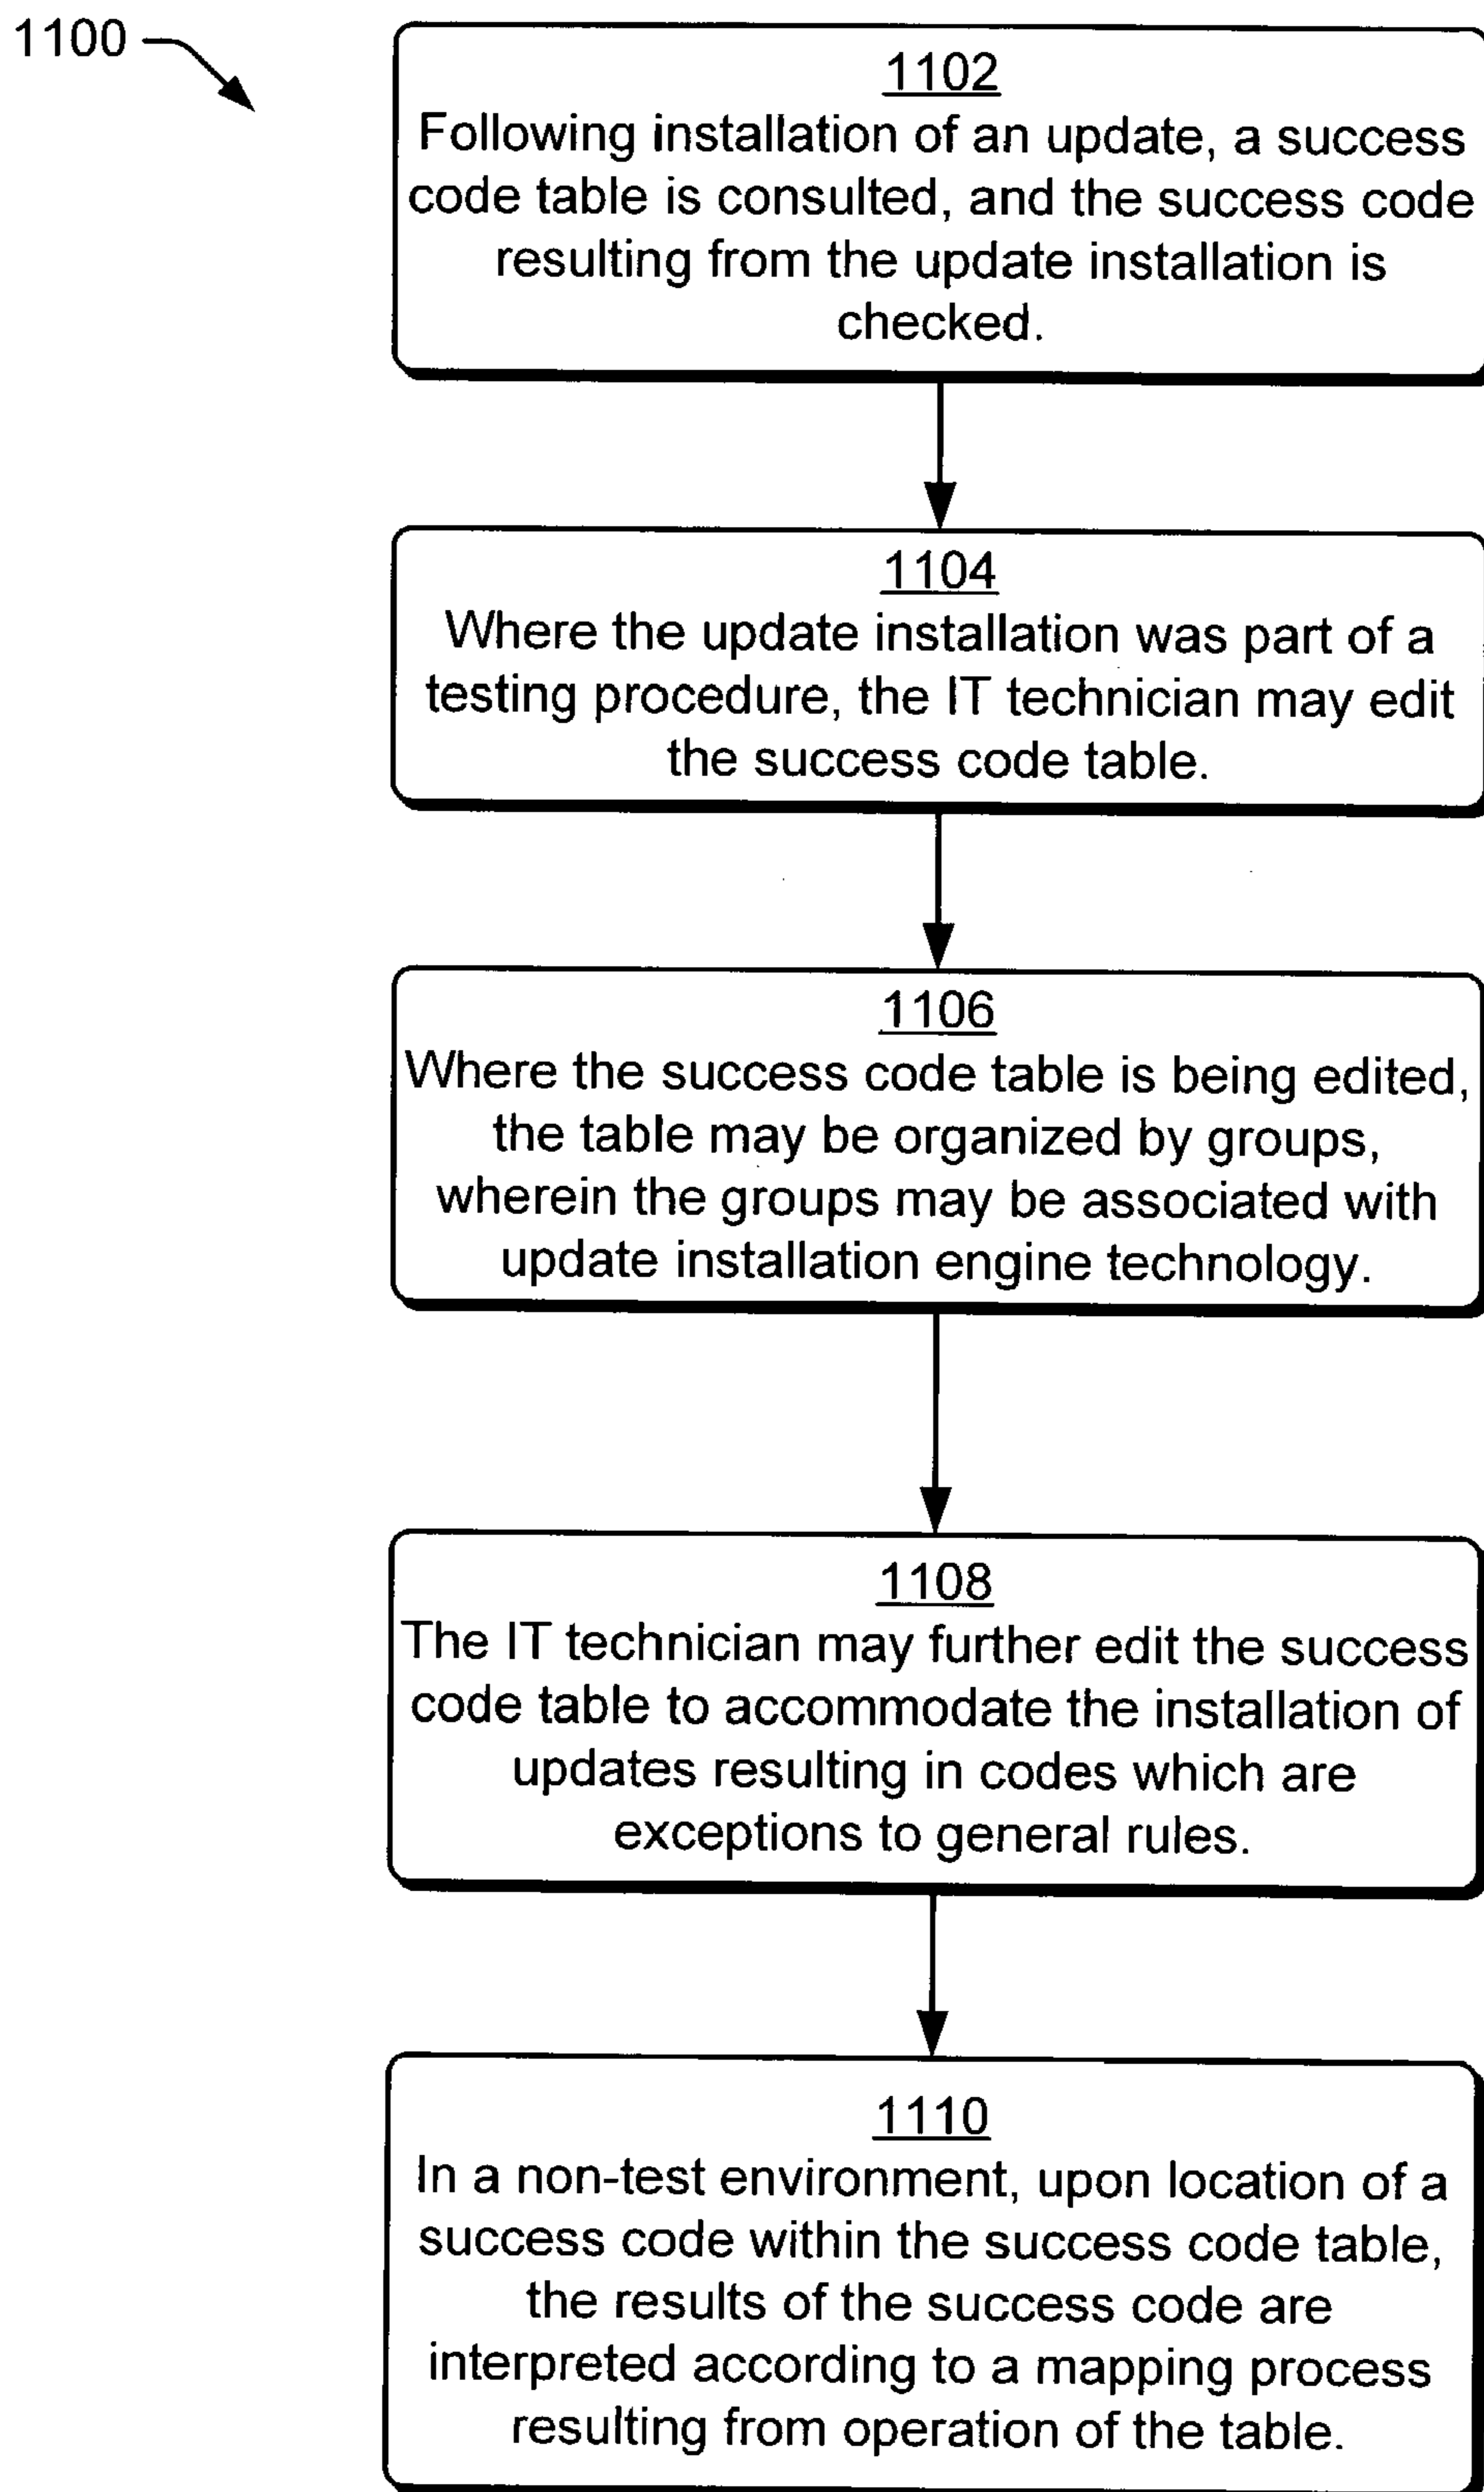 1100
1102
Following installation of an update, a success
code table is consulted, and the success code
resulting from the update installation is
checked.
1104
Where the update installation was part of a
testing procedure, the IT technician may edit
the success code table.
1106
Where the success code table is being edited,
the table may be organized by groups,
wherein the groups may be associated with
update installation engine technology.
1108
The IT technician may further edit the success
code table to accommodate the installation of
updates resulting in codes which are
exceptions to general rules.
1110
In a non-test environment, upon location of a
success code within the success code table,
the results of the success code are
interpreted according to a mapping process
resulting from operation of the table.